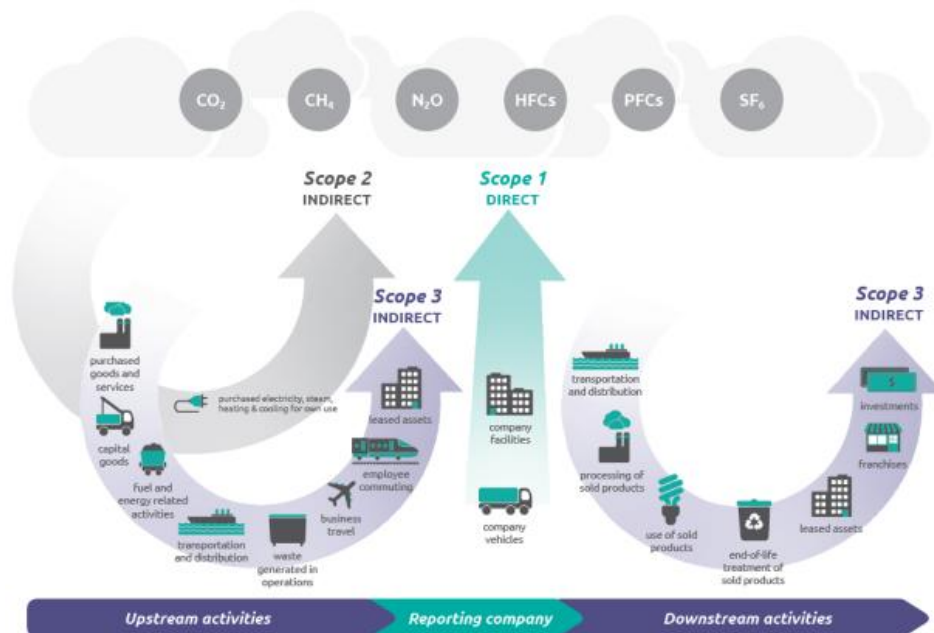 CO₂
CH₄
N₂O
HFCs
PFCs
SF₆
Scope 2
INDIRECT
Scope 1
DIRECT
Scope 3
INDIRECT
Scope 3
INDIRECT
purchased
goods and
services
capital
goods
fuel and
energy related
activities
transportation
and distribution
waste
generated in
operations
business
travel
employee
commuting
leased assets
purchased electricity, steam,
heating & cooling for own use
company
facilities
company
vehicles
transportation
and distribution
processing of
sold products
use of sold
products
end-of-life
treatment of
sold products
leased assets
franchises
$
investments
Upstream activities
Reporting company
Downstream activities